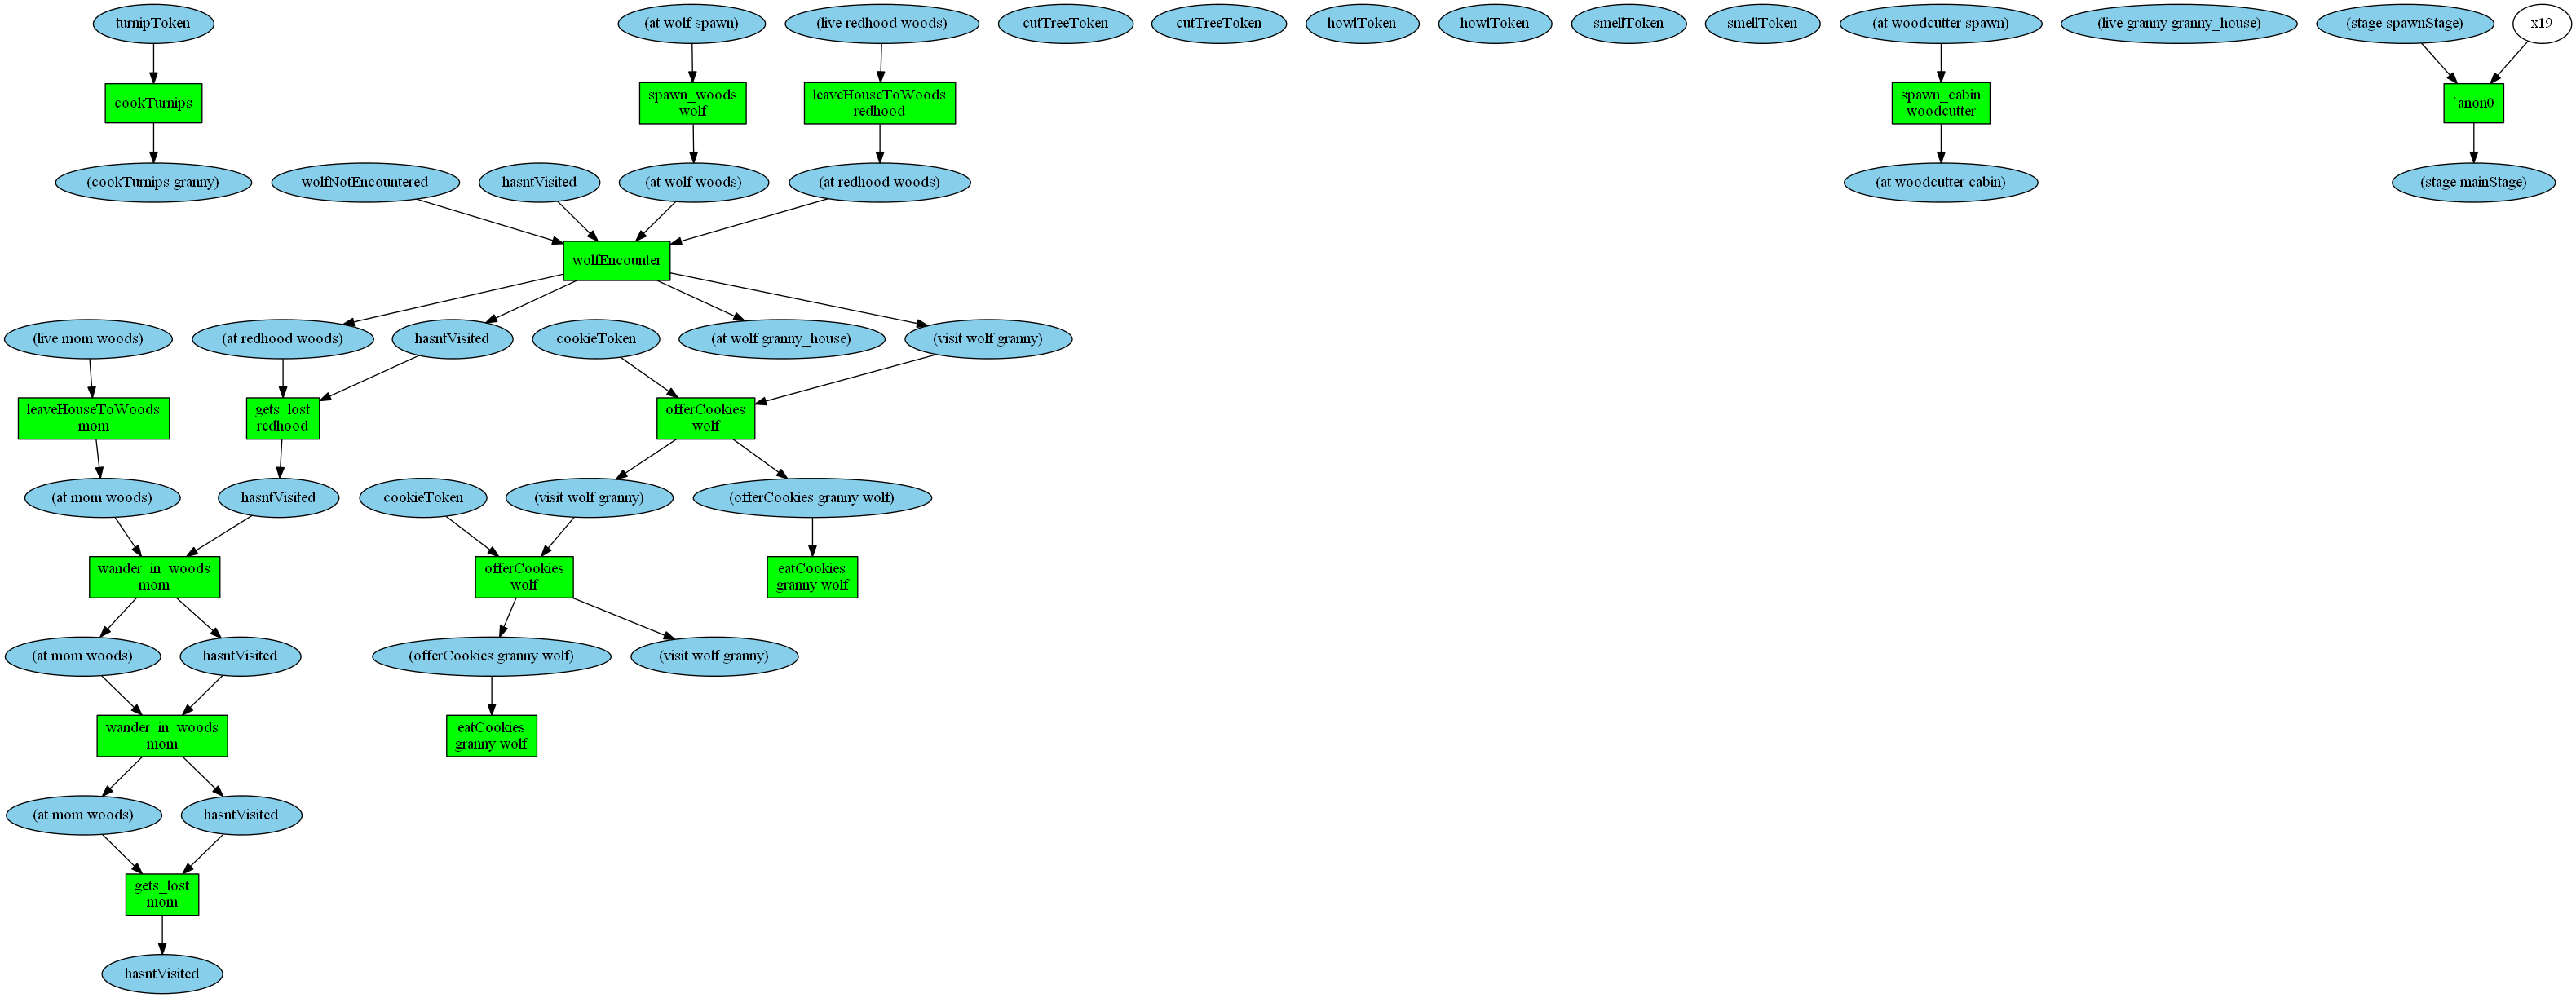 turnipToken
(at wolf spawn)
(live redhood woods)
cutTreeToken
cutTreeToken
howlToken
howlToken
smellToken
smellToken
(at woodcutter spawn)
(live granny granny_house)
(stage spawnStage)
x19
cookTurnips
spawn_woods
wolf
leaveHouseToWoods
redhood
spawn_cabin
woodcutter
`anon0
(cookTurnips granny)
wolfNotEncountered
hasntVisited
(at wolf woods)
(at redhood woods)
(at woodcutter cabin)
(stage mainStage)
wolfEncounter
(live mom woods)
(at redhood woods)
hasntVisited
cookieToken
(at wolf granny_house)
(visit wolf granny)
leaveHouseToWoods
mom
gets_lost
redhood
offerCookies
wolf
(at mom woods)
hasntVisited
cookieToken
(visit wolf granny)
(offerCookies granny wolf)
wander_in_woods
mom
offerCookies
wolf
eatCookies
granny wolf
(at mom woods)
hasntVisited
(offerCookies granny wolf)
(visit wolf granny)
wander_in_woods
mom
eatCookies
granny wolf
(at mom woods)
hasntVisited
gets_lost
mom
hasntVisited